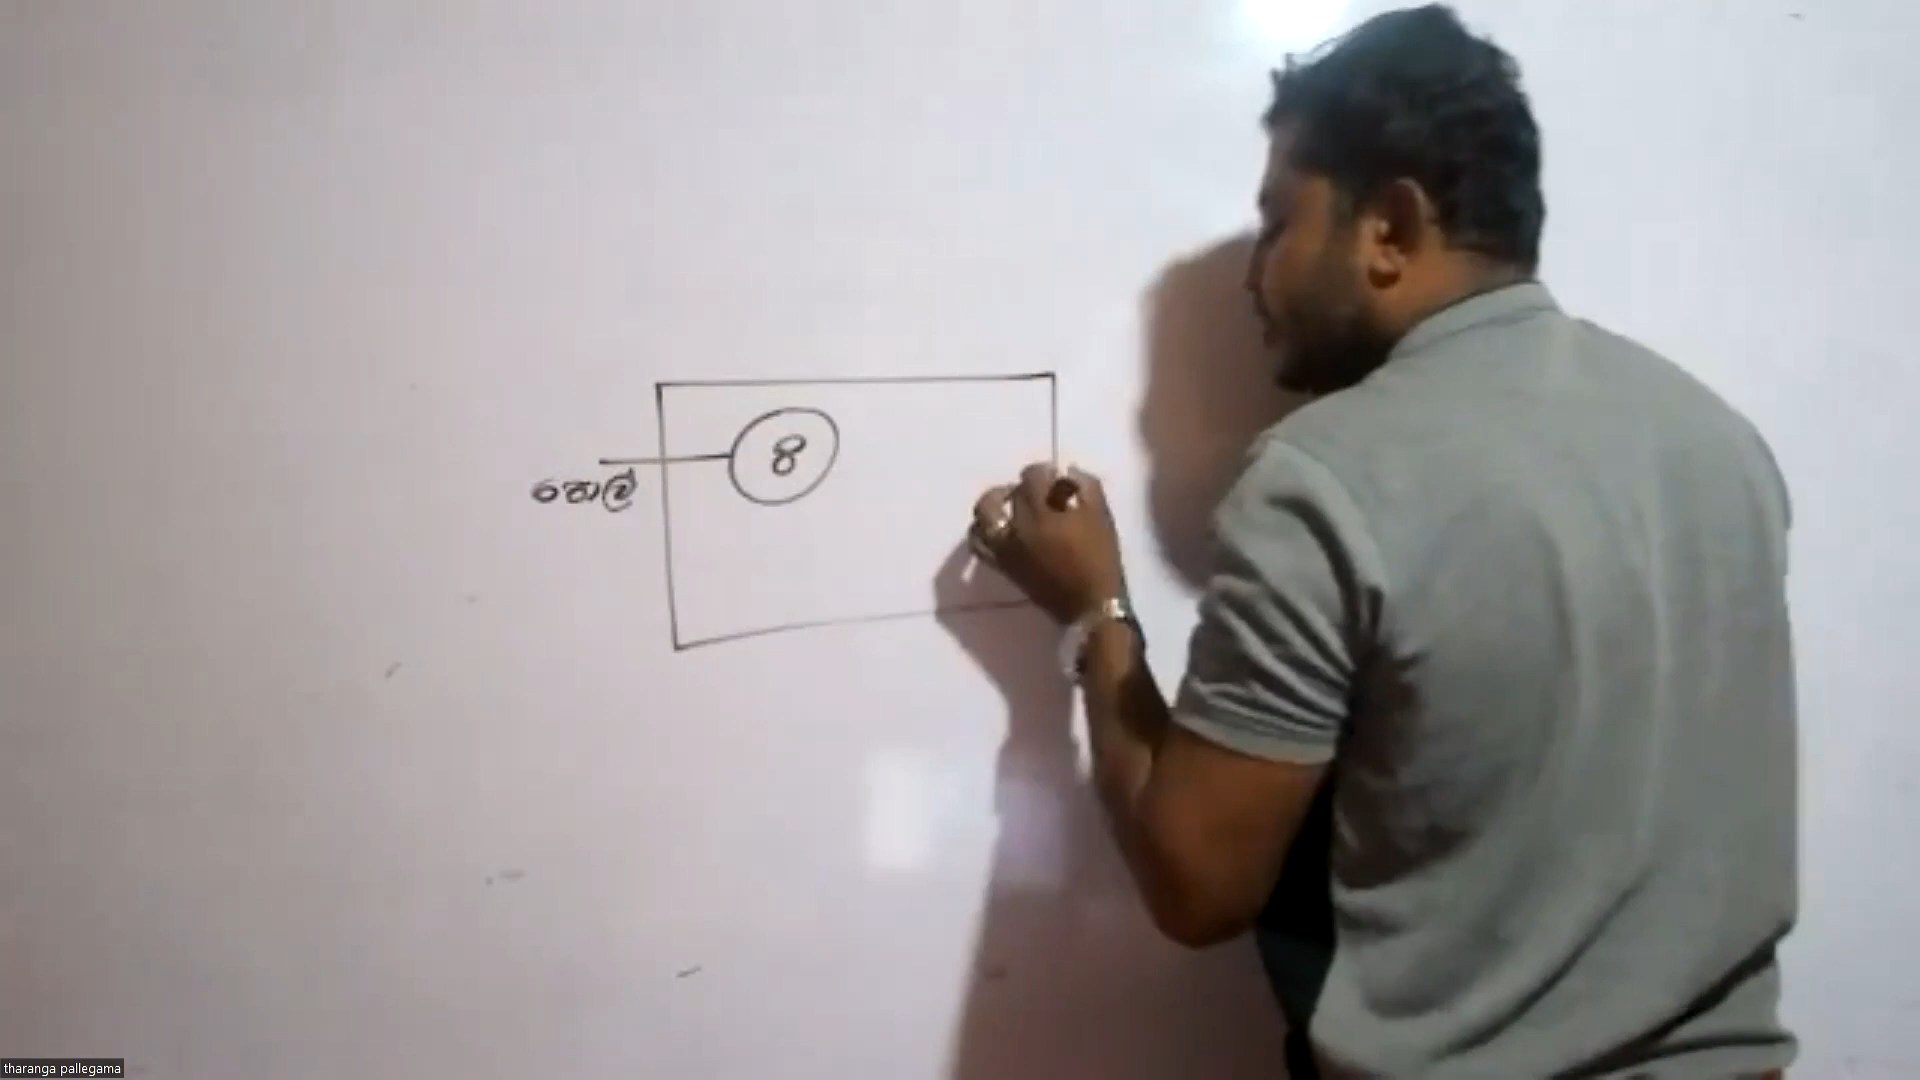 8
පොල්
tharanga pallegama